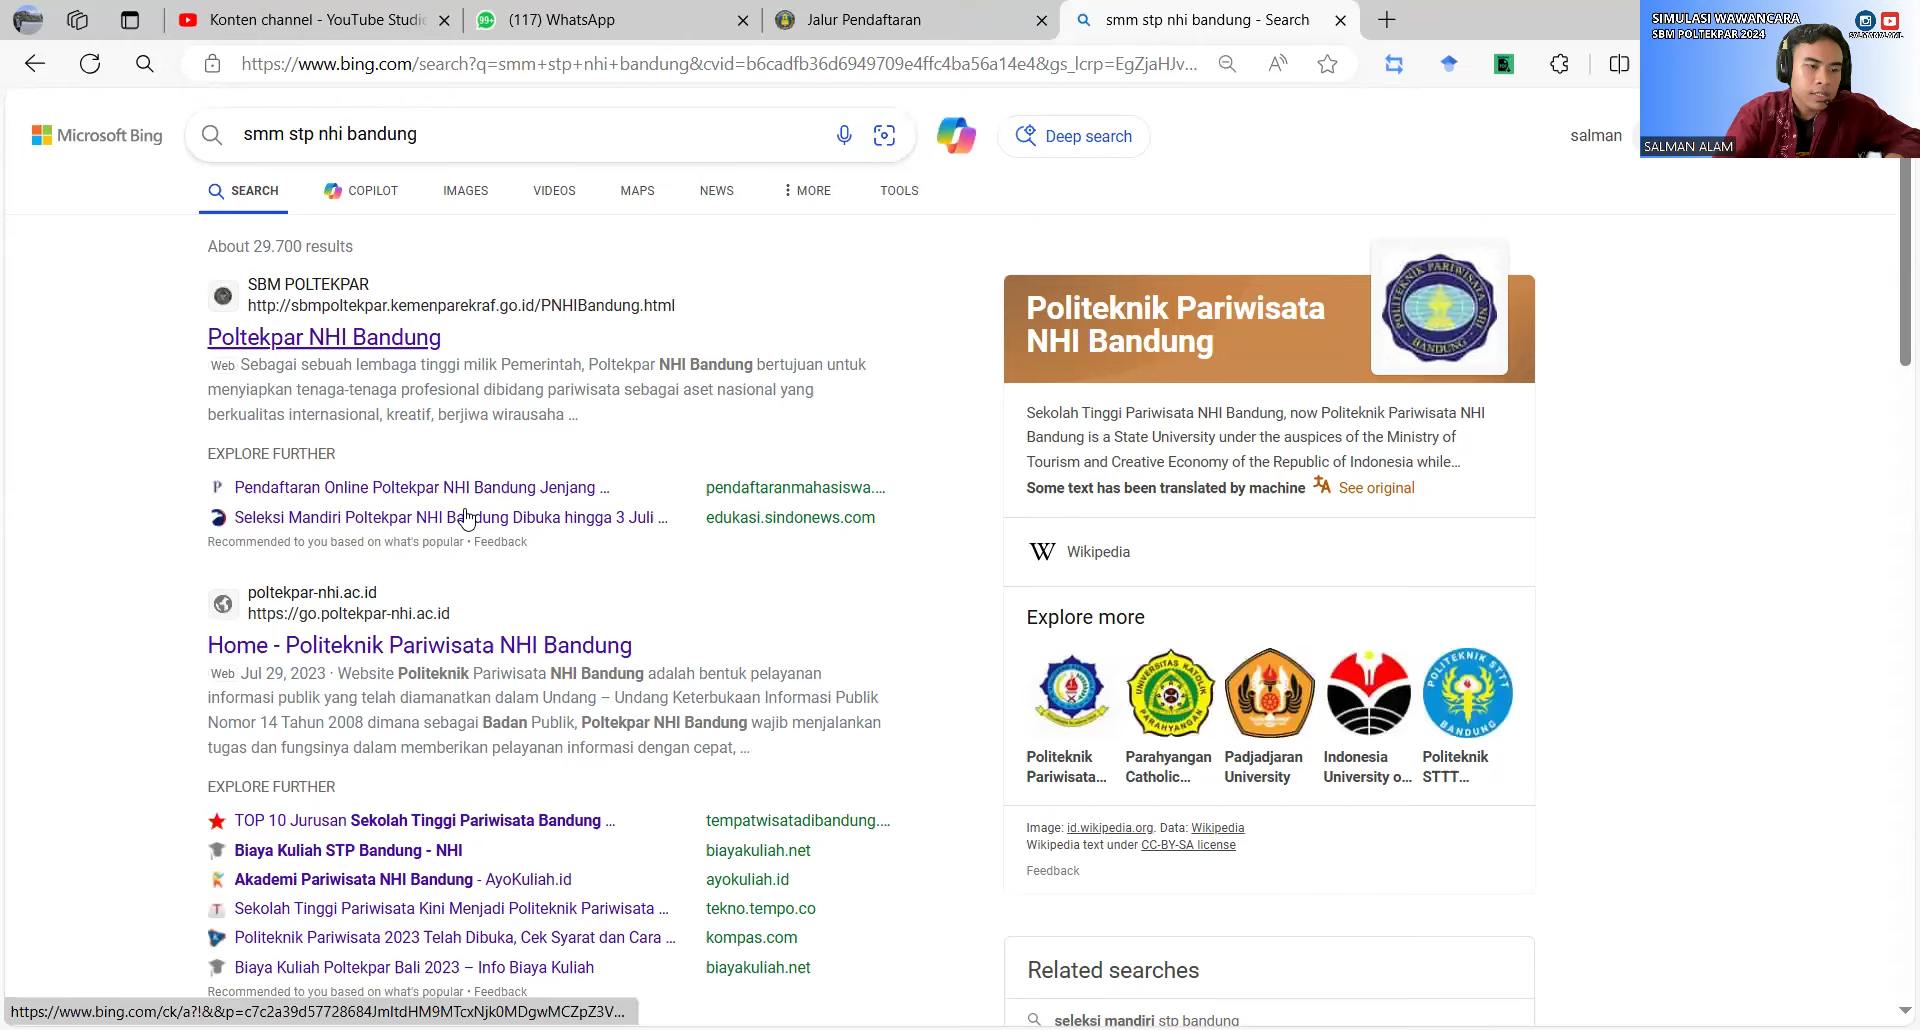 Konten channel - YouTube Studi
(117) WhatsApp
Jalur Pendaftaran
smm stp nhi bandung - Search
https://www.bing.com/search?q=smm+stp+nhi+bandung&cvid=b6cadfb36d6949709e4ffc4ba56a14e4&gs_lcrp=EgZjaHJv...
SIMULASI WAWANCARA
SBM POLTEKPAR 2024
SALMAN ALAM
Microsoft Bing
smm stp nhi bandung
Deep search
salman
SEARCH
COPILOT
IMAGES
VIDEOS
MAPS
NEWS
MORE
TOOLS
About 29.700 results
SBM POLTEKPAR
http://sbmpoltekpar.kemenparekraf.go.id/PNHIBandung.html
Poltekpar NHI Bandung
Web Sebagai sebuah lembaga tinggi milik Pemerintah, Poltekpar NHI Bandung bertujuan untuk
menyiapkan tenaga-tenaga profesional dibidang pariwisata sebagai aset nasional yang
berkualitas internasional, kreatif, berjiwa wirausaha ...
EXPLORE FURTHER
Pendaftaran Online Poltekpar NHI Bandung Jenjang ... pendaftaranmahasiswa....
Seleksi Mandiri Poltekpar NHI Bandung Dibuka hingga 3 Juli ... edukasi.sindonews.com
Recommended to you based on what's popular • Feedback
poltekpar-nhi.ac.id
https://go.poltekpar-nhi.ac.id
Home - Politeknik Pariwisata NHI Bandung
Web Jul 29, 2023 · Website Politeknik Pariwisata NHI Bandung adalah bentuk pelayanan
informasi publik yang telah diamanatkan dalam Undang – Undang Keterbukaan Informasi Publik
Nomor 14 Tahun 2008 dimana sebagai Badan Publik, Poltekpar NHI Bandung wajib menjalankan
tugas dan fungsinya dalam memberikan pelayanan informasi dengan cepat, ...
EXPLORE FURTHER
TOP 10 Jurusan Sekolah Tinggi Pariwisata Bandung ... tempatwisatadibandung....
Biaya Kuliah STP Bandung - NHI biayakuliah.net
Akademi Pariwisata NHI Bandung - AyoKuliah.id ayokuliah.id
Sekolah Tinggi Pariwisata Kini Menjadi Politeknik Pariwisata ... tekno.tempo.co
Politeknik Pariwisata 2023 Telah Dibuka, Cek Syarat dan Cara ... kompas.com
Biaya Kuliah Poltekpar Bali 2023 – Info Biaya Kuliah biayakuliah.net
Recommended to you based on what's popular • Feedback
https://www.bing.com/ck/a?!&&p=c7c2a39d57728684JmltdHM9MTcxNjk0MDgwMCZpZ3V...
Politeknik Pariwisata
NHI Bandung
POLITEKNIK PARIWISATA NHI
BANDUNG
Sekolah Tinggi Pariwisata NHI Bandung, now Politeknik Pariwisata NHI
Bandung is a State University under the auspices of the Ministry of
Tourism and Creative Economy of the Republic of Indonesia while...
Some text has been translated by machine See original
Wikipedia
Explore more
Politeknik
Pariwisata...
Parahyangan
Catholic...
Padjadjaran
University
Indonesia
University o...
Politeknik
STTT...
Image: id.wikipedia.org. Data: Wikipedia
Wikipedia text under CC-BY-SA license
Feedback
Related searches
seleksi mandiri stp bandung